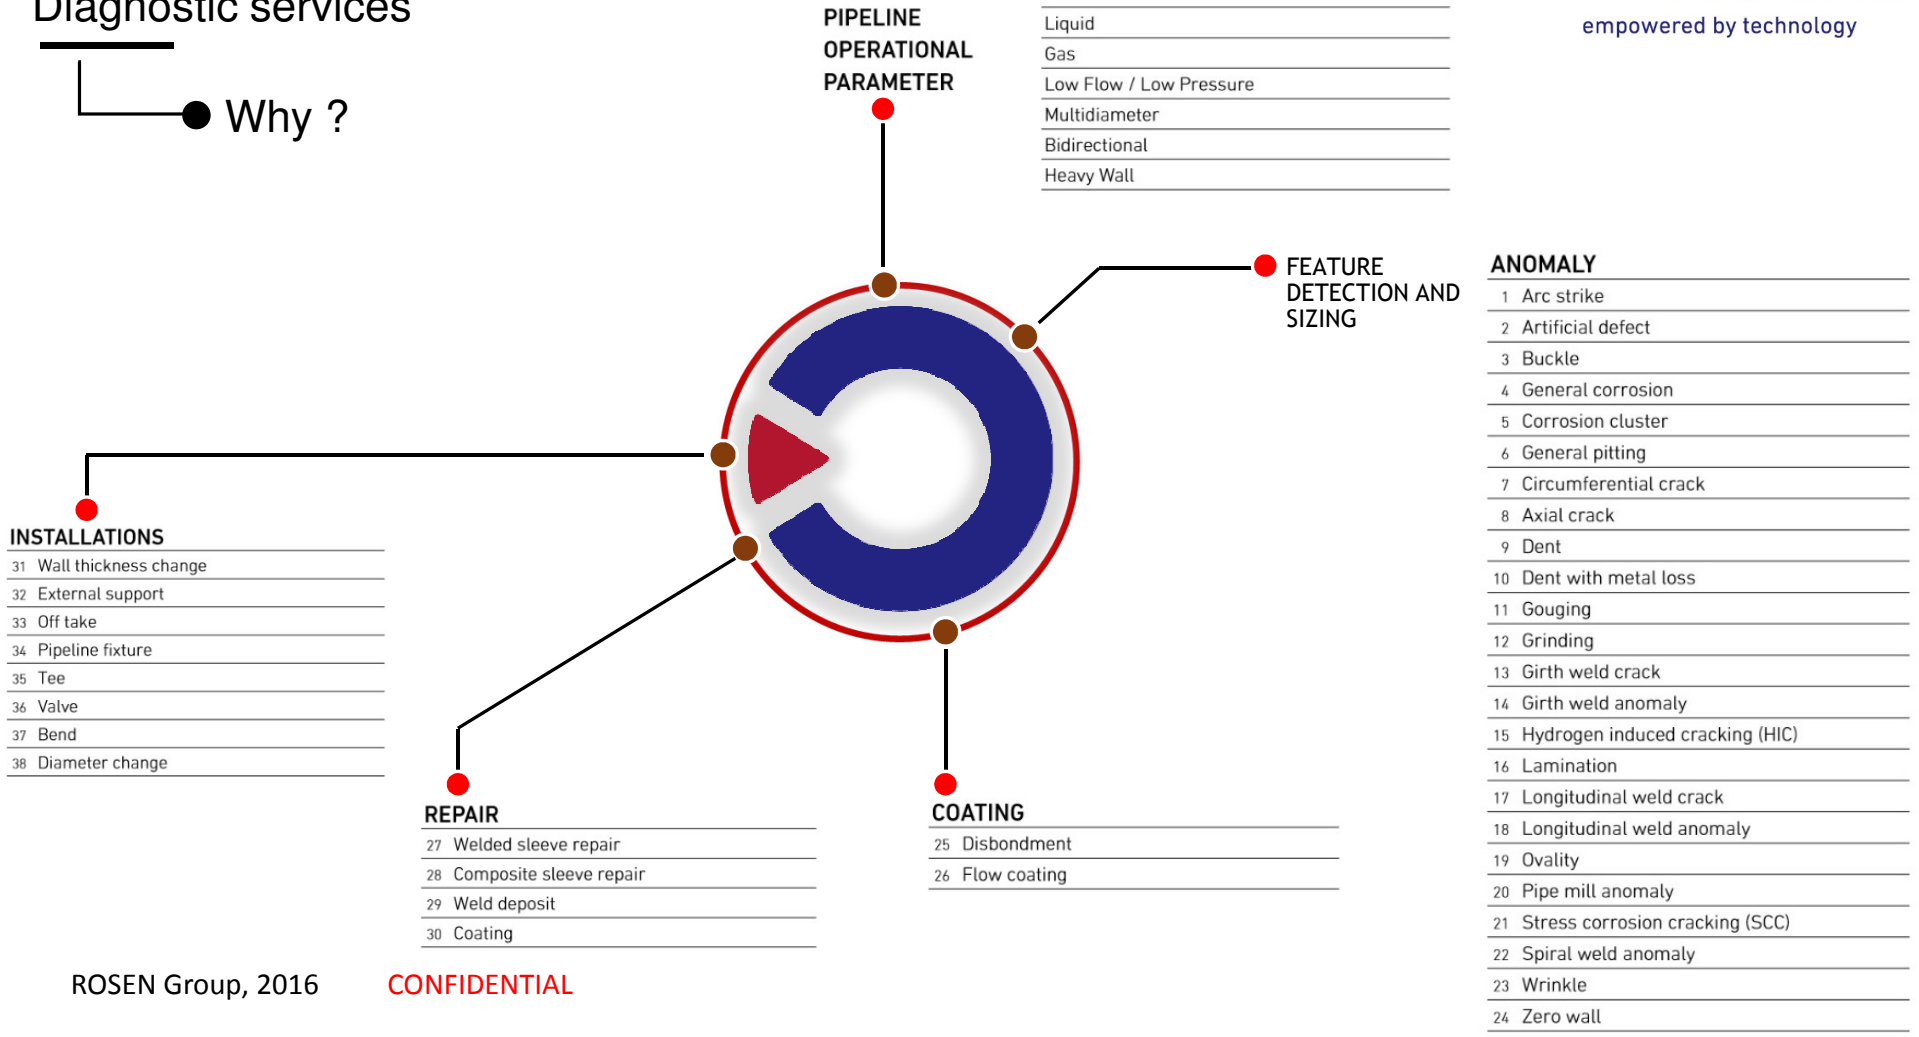 Diagnostic services
Why ?
PIPELINE
OPERATIONAL
PARAMETER
Liquid
Gas
Low Flow / Low Pressure
Multidiameter
Bidirectional
Heavy Wall
empowered by technology
FEATURE
DETECTION AND
SIZING
ANOMALY
1 Arc strike
2 Artificial defect
3 Buckle
4 General corrosion
5 Corrosion cluster
6 General pitting
7 Circumferential crack
8 Axial crack
9 Dent
10 Dent with metal loss
11 Gouging
12 Grinding
13 Girth weld crack
14 Girth weld anomaly
15 Hydrogen induced cracking (HIC)
16 Lamination
17 Longitudinal weld crack
18 Longitudinal weld anomaly
19 Ovality
20 Pipe mill anomaly
21 Stress corrosion cracking (SCC)
22 Spiral weld anomaly
23 Wrinkle
24 Zero wall
INSTALLATIONS
31 Wall thickness change
32 External support
33 Off take
34 Pipeline fixture
35 Tee
36 Valve
37 Bend
38 Diameter change
REPAIR
27 Welded sleeve repair
28 Composite sleeve repair
29 Weld deposit
30 Coating
COATING
25 Disbondment
26 Flow coating
ROSEN Group, 2016 CONFIDENTIAL